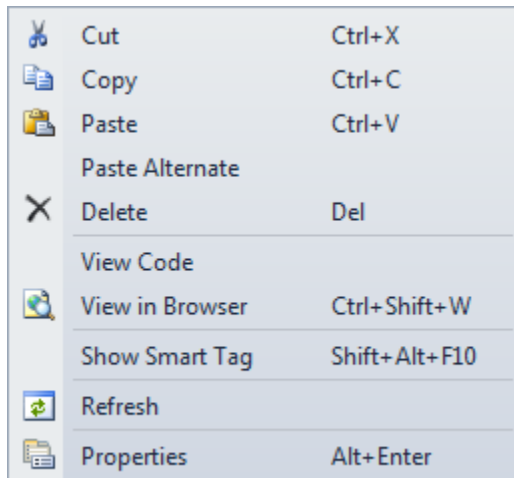 Cut Ctrl+X
Copy Ctrl+C
Paste Ctrl+V
Paste Alternate
Delete Del
View Code
View in Browser Ctrl+Shift+W
Show Smart Tag Shift+Alt+F10
Refresh
Properties Alt+Enter